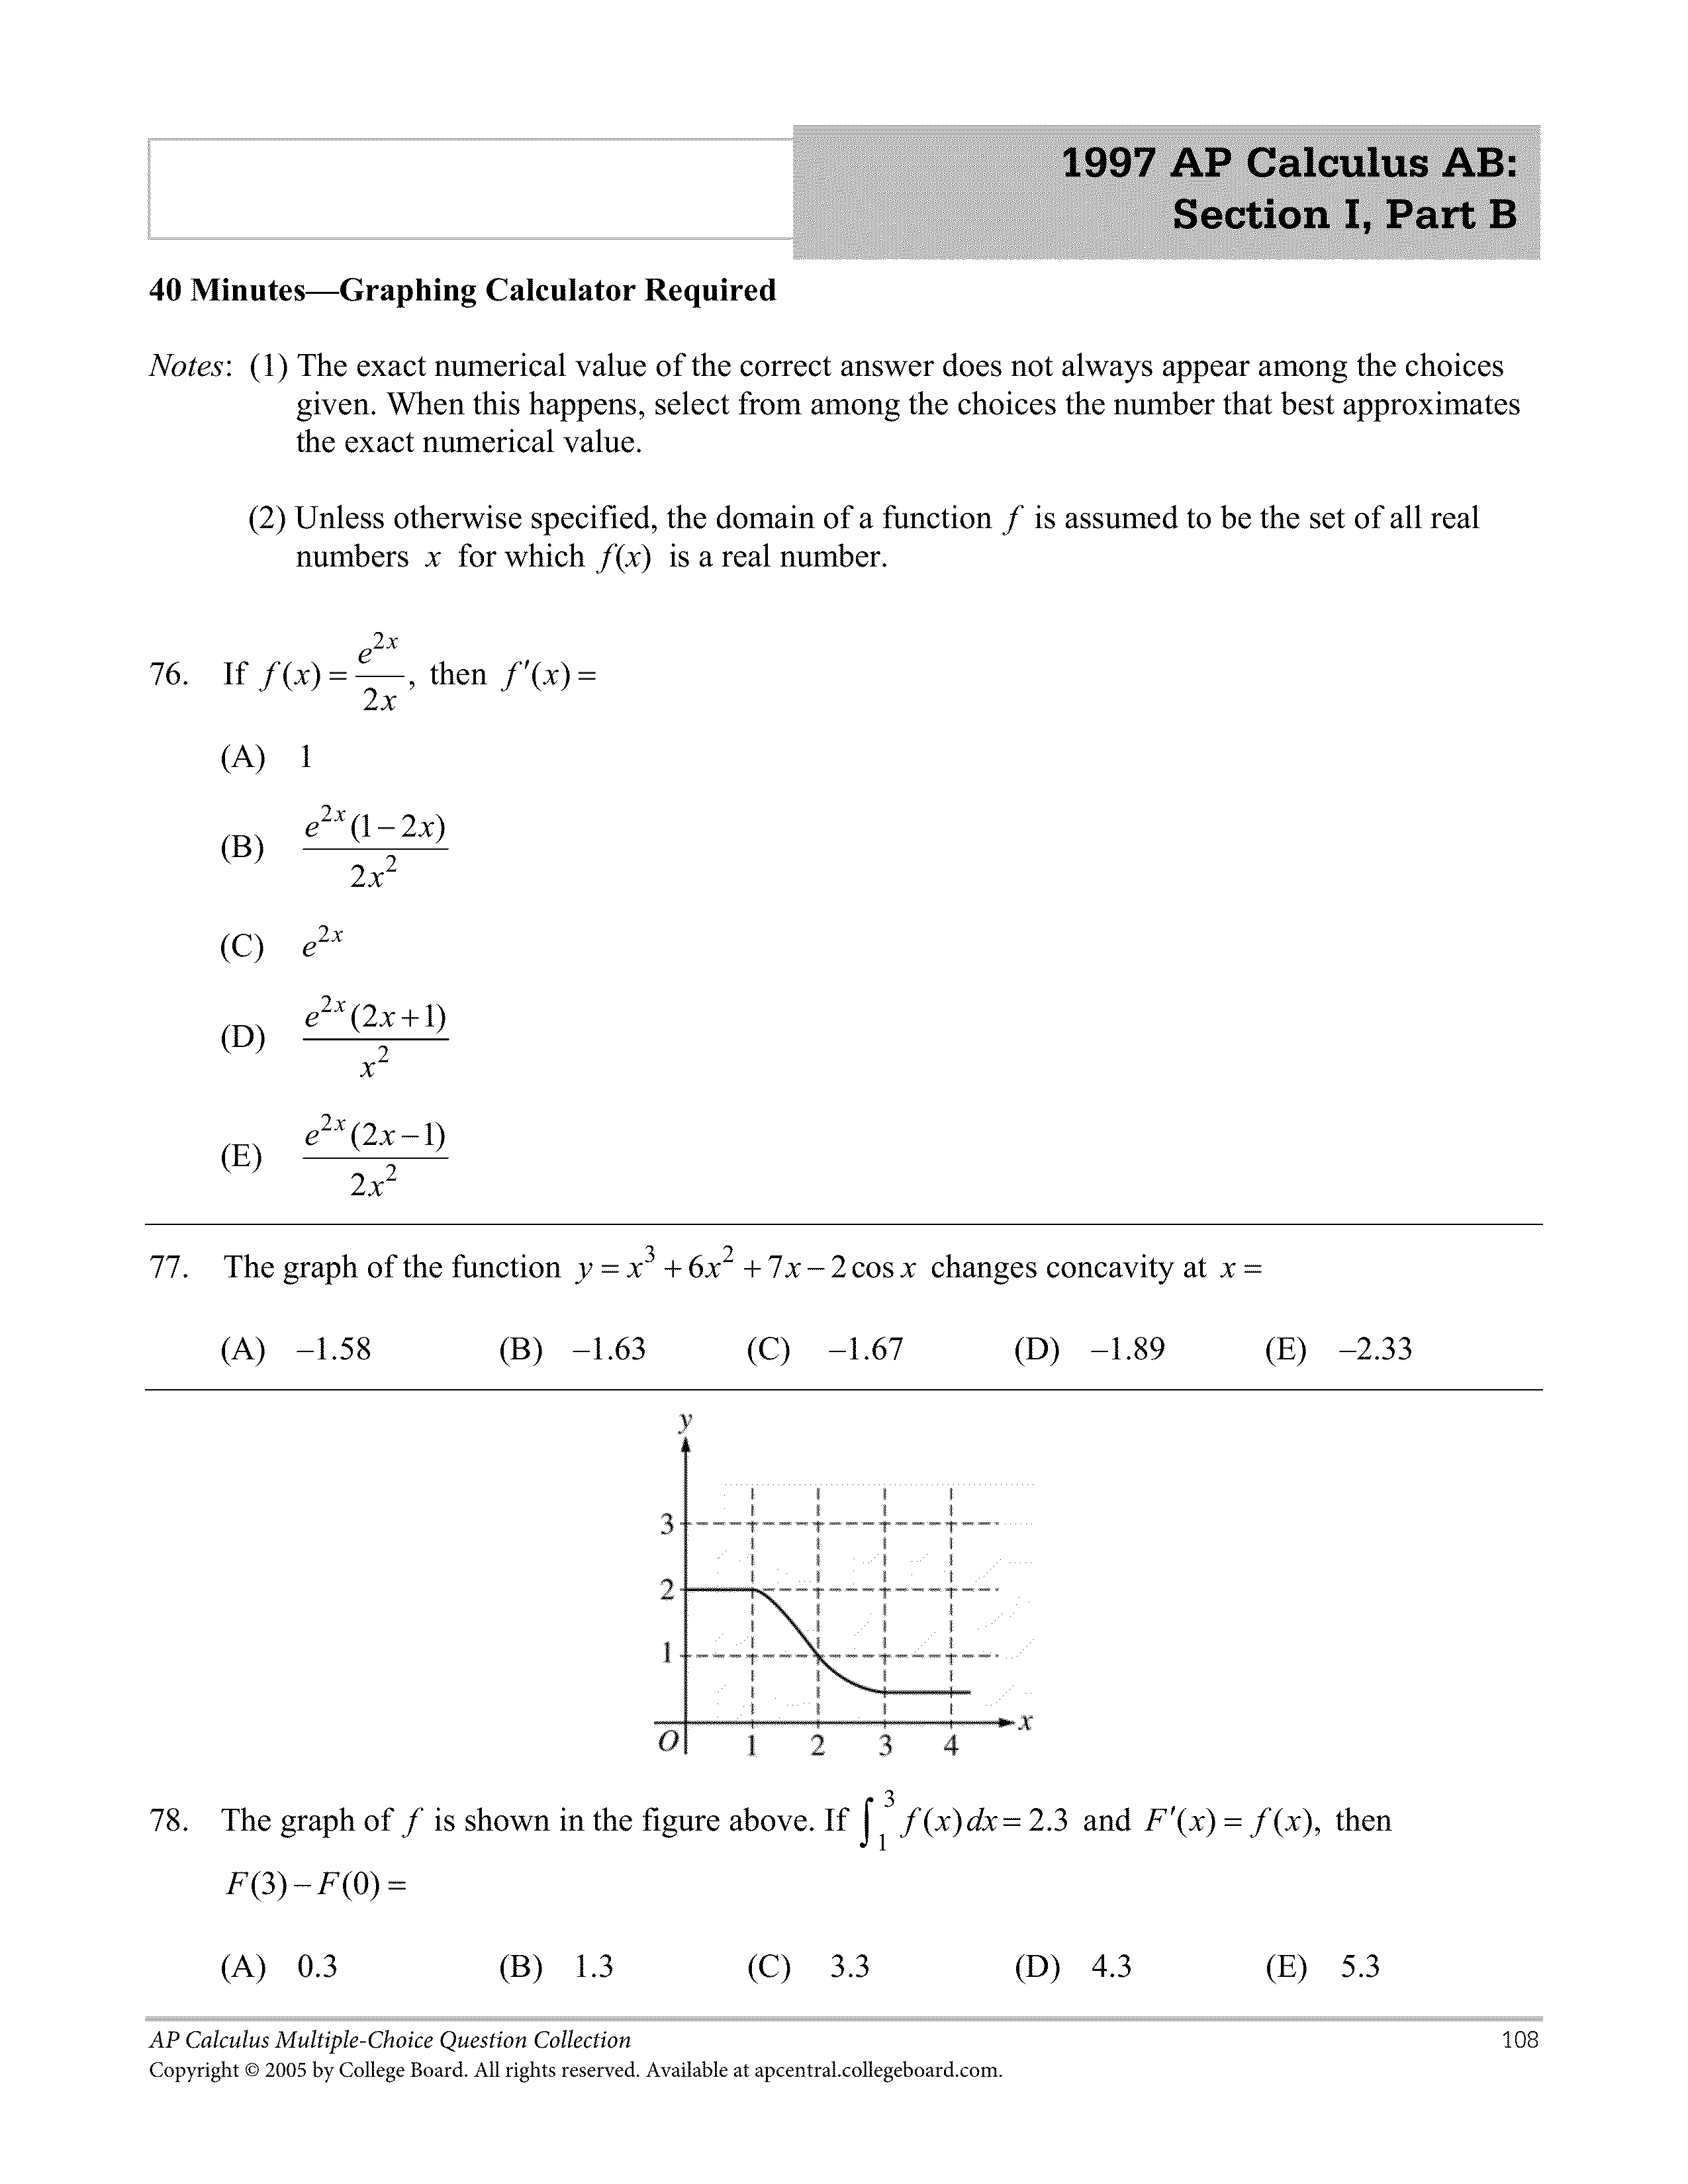 1997 AP Calculus AB:
Section I, Part B
40 Minutes—Graphing Calculator Required
Notes: (1) The exact numerical value of the correct answer does not always appear among the choices
given. When this happens, select from among the choices the number that best approximates
the exact numerical value.
(2) Unless otherwise specified, the domain of a function f is assumed to be the set of all real
numbers x for which f(x) is a real number.
76. If f(x) = e^{2x}/2x, then f′(x) =
(A) 1
(B) e^{2x}(1−2x)/2x^2
(C) e^{2x}
(D) e^{2x}(2x+1)/x^2
(E) e^{2x}(2x−1)/2x^2
77. The graph of the function y = x^3 + 6x^2 + 7x − 2cos x changes concavity at x =
(A) –1.58 (B) –1.63 (C) –1.67 (D) –1.89 (E) –2.33
y
3
2
1
O 1 2 3 4 x
78. The graph of f is shown in the figure above. If ∫_1^3 f(x)dx = 2.3 and F′(x) = f(x), then
F(3) − F(0) =
(A) 0.3 (B) 1.3 (C) 3.3 (D) 4.3 (E) 5.3
AP Calculus Multiple-Choice Question Collection 108
Copyright © 2005 by College Board. All rights reserved. Available at apcentral.collegeboard.com.